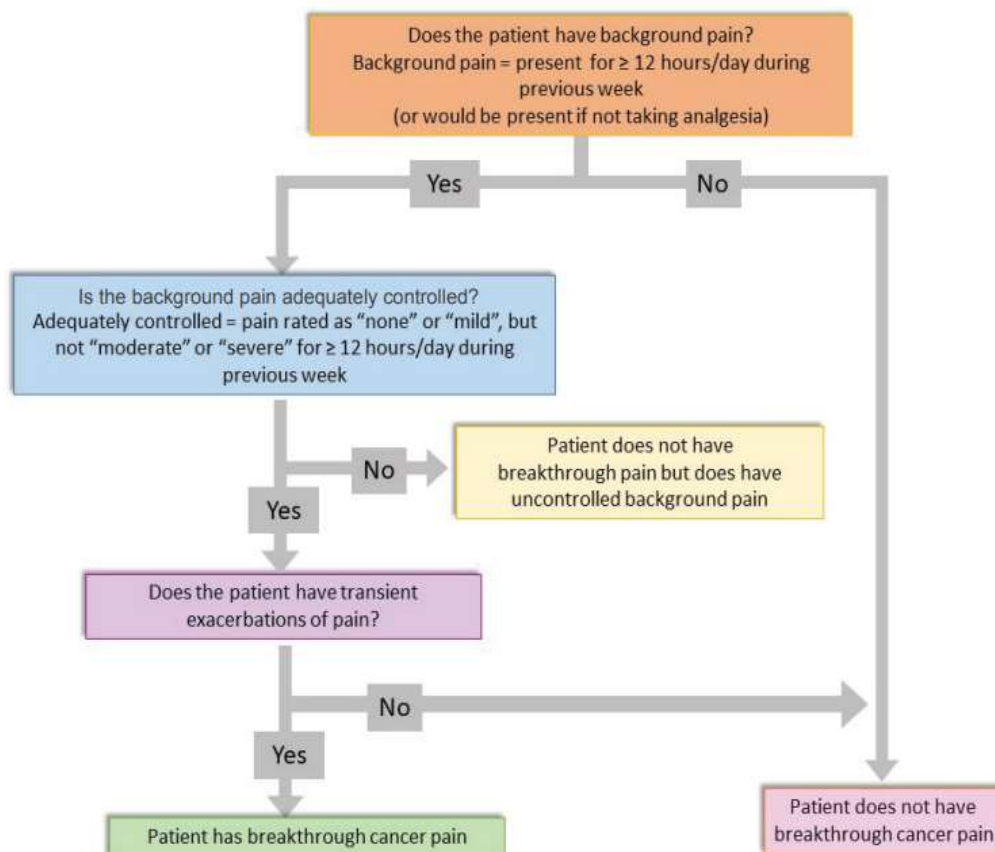 Does the patient have background pain?
Background pain = present for ≥ 12 hours/day during
previous week
(or would be present if not taking analgesia)
Yes
No
Is the background pain adequately controlled?
Adequately controlled = pain rated as “none” or “mild”, but
not “moderate” or “severe” for ≥ 12 hours/day during
previous week
No
Patient does not have
breakthrough pain but does have
uncontrolled background pain
Yes
Does the patient have transient
exacerbations of pain?
No
Yes
Patient has breakthrough cancer pain
Patient does not have
breakthrough cancer pain